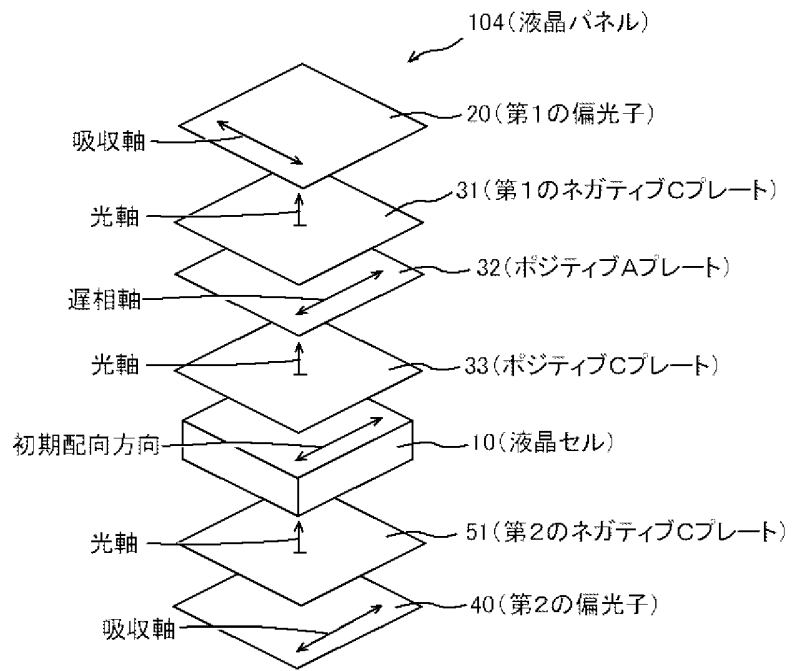 104(液晶パネル)
20(第1の偏光子)
吸収軸
31(第1のネガティブCプレート)
光軸
32(ポジティブAプレート)
遅相軸
光軸
33(ポジティブCプレート)
初期配向方向
10(液晶セル)
光軸
51(第2のネガティブCプレート)
40(第2の偏光子)
吸収軸